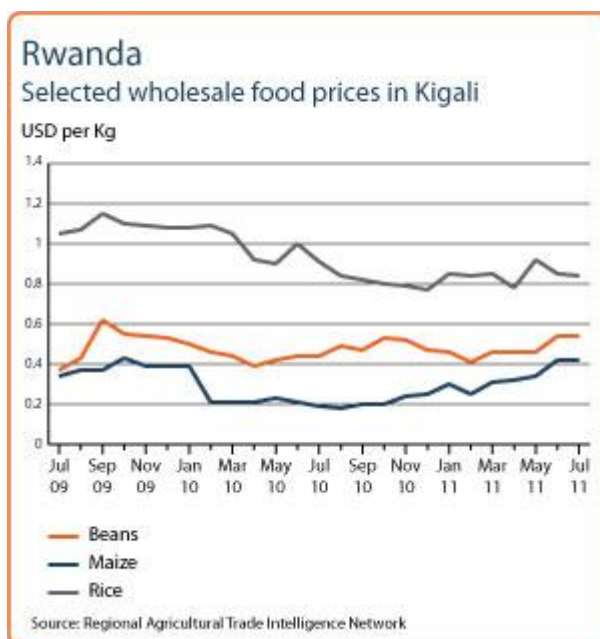 Rwanda
Selected wholesale food prices in Kigali
USD per Kg
1.4
1.2
1
0.8
0.6
0.4
0.2
0
Jul Sep Nov Jan Mar May Jul Sep Nov Jan Mar May Jul
09 09 09 10 10 10 10 10 10 11 11 11 11
Beans
Maize
Rice
Source: Regional Agricultural Trade Intelligence Network